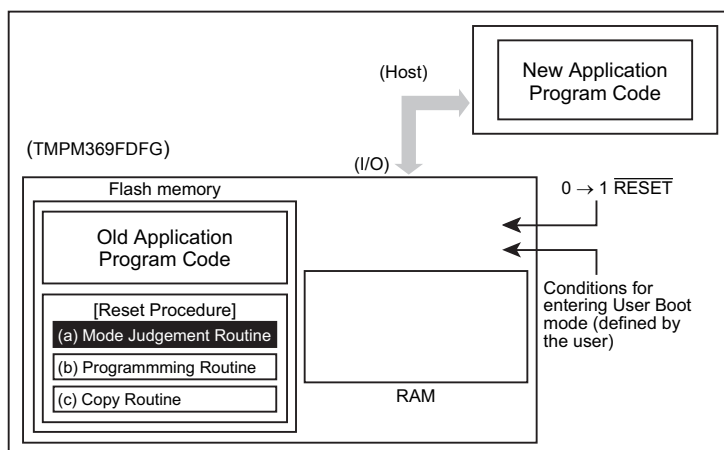 (Host)
New Application
Program Code
(TMPM369FDFG)
(I/O)
Flash memory
0 → 1 RESET
Old Application
Program Code
Conditions for
entering User Boot
mode (defined by
the user)
[Reset Procedure]
(a) Mode Judgement Routine
(b) Programmming Routine
(c) Copy Routine
RAM